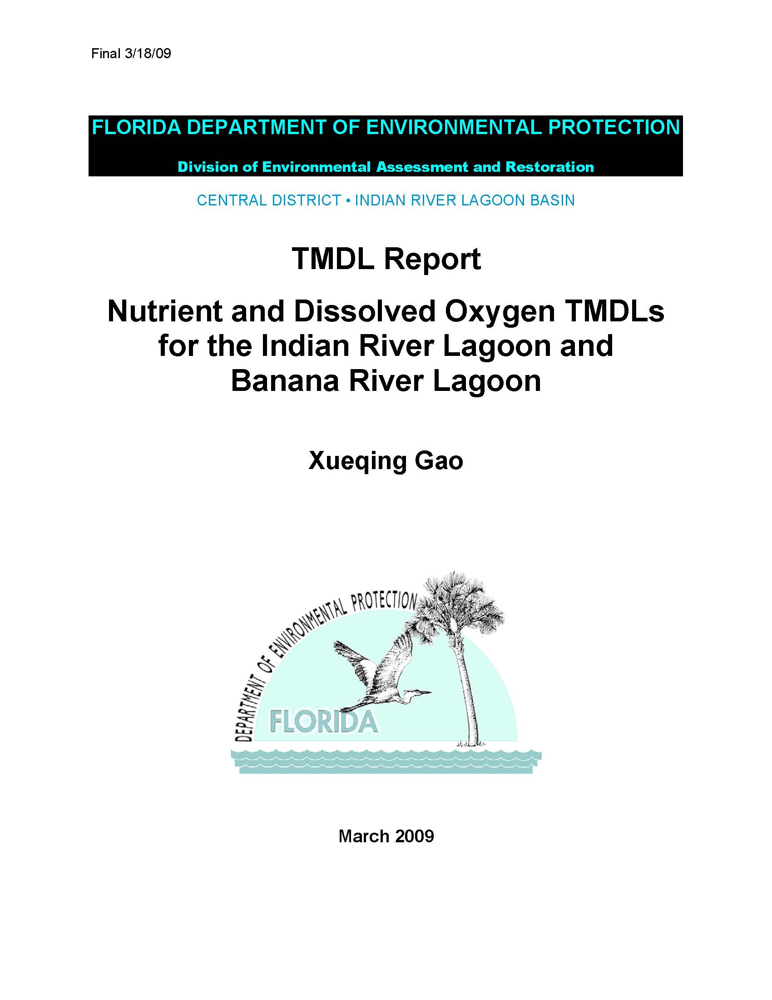 Final 3/18/09
FLORIDA DEPARTMENT OF ENVIRONMENTAL PROTECTION
Division of Environmental Assessment and Restoration
CENTRAL DISTRICT • INDIAN RIVER LAGOON BASIN
TMDL Report
Nutrient and Dissolved Oxygen TMDLs
for the Indian River Lagoon and
Banana River Lagoon
Xueqing Gao
DEPARTMENT OF ENVIRONMENTAL PROTECTION
FLORIDA
March 2009